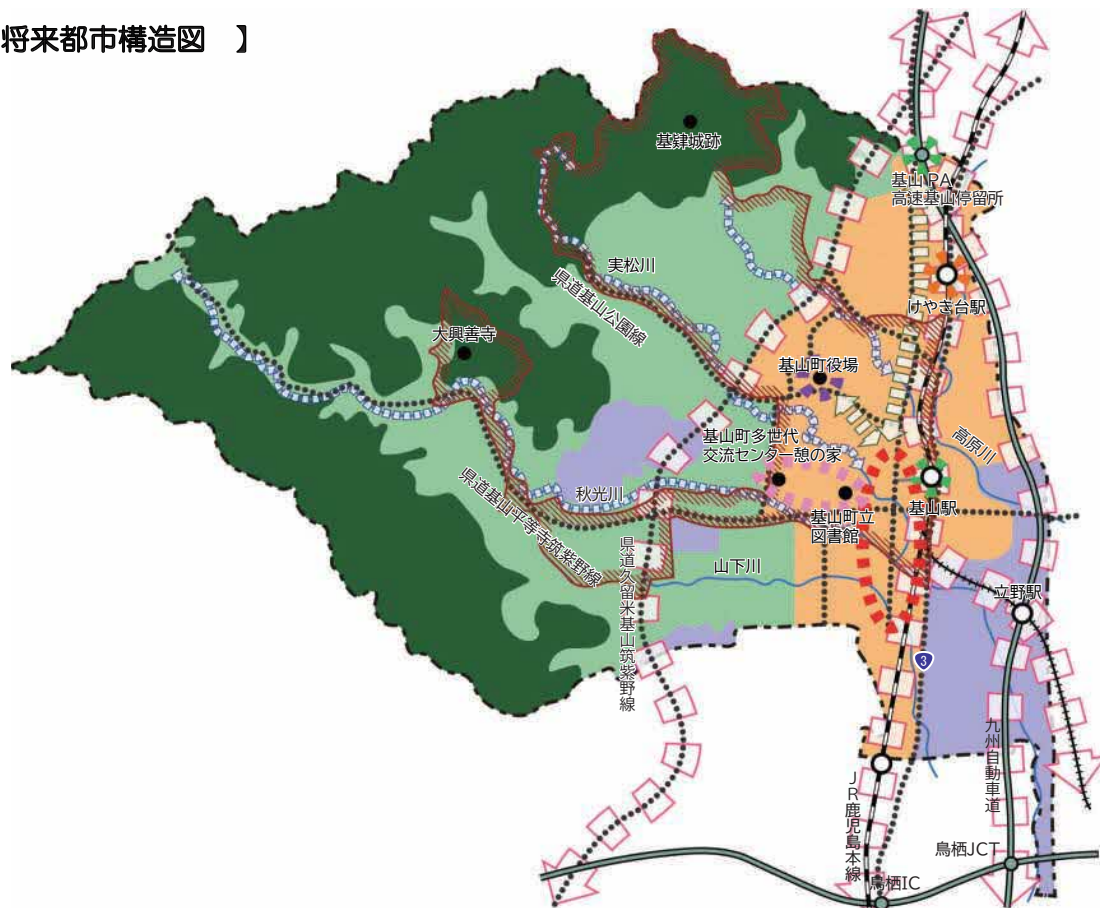 将来都市構造図 】
基肄城跡
基山PA
高速基山停留所
実松川
県道基山公園線
けやき台駅
大興善寺
基山町役場
基山町多世代
交流センター憩の家
高原川
県道基山平等寺筑紫野線
秋光川
基山駅
基山町立
図書館
県道久留米基山筑紫野線
山下川
立野駅
3
九州自動車道
JR鹿児島本線
鳥栖JCT
鳥栖IC